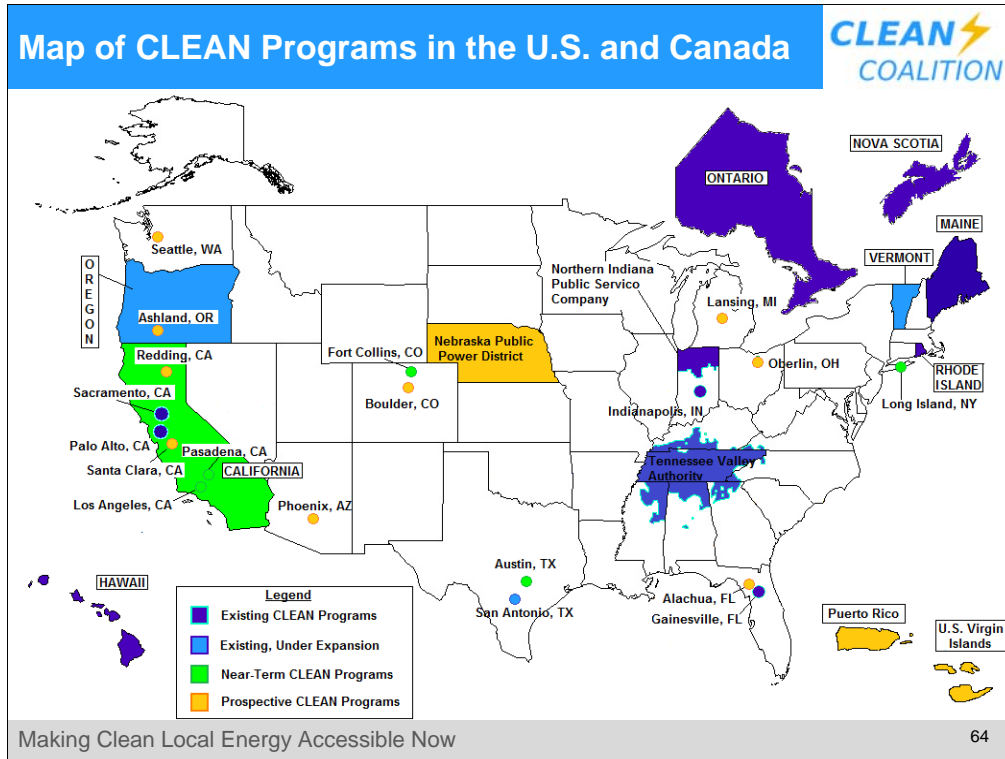 Map of CLEAN Programs in the U.S. and Canada
CLEAN
COALITION
NOVA SCOTIA
ONTARIO
MAINE
VERMONT
Seattle, WA
OREGON
Northern Indiana
Public Servico
Company
Lansing, MI
Ashland, OR
Nebraska Public
Power District
Fort Collins, CO
Redding, CA
Oberlin, OH
RHODE
ISLAND
Sacramento, CA
Boulder, CO
Indianapolis, IN
Long Island, NY
Palo Alto, CA
Pasadena, CA
Santa Clara, CA
CALIFORNIA
Tennessee Valley
Authority
Los Angeles, CA
Phoenix, AZ
Austin, TX
San Antonio, TX
Alachua, FL
Gainesville, FL
HAWAII
Puerto Rico
U.S. Virgin
Islands
Legend
Existing CLEAN Programs
Existing, Under Expansion
Near-Term CLEAN Programs
Prospective CLEAN Programs
Making Clean Local Energy Accessible Now
64